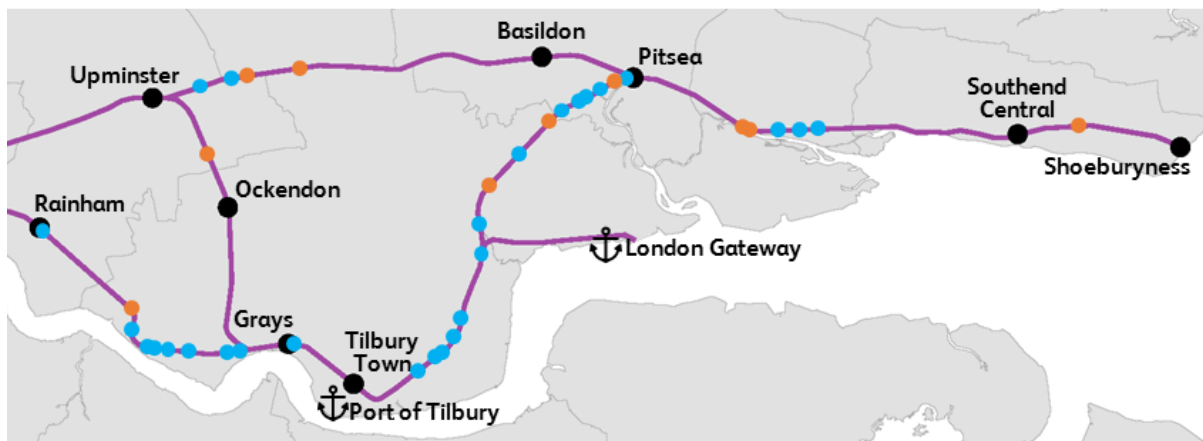 Basildon
Pitsea
Upminster
Southend
Central
Shoeburyness
Ockendon
Rainham
London Gateway
Grays
Tilbury
Town
Port of Tilbury